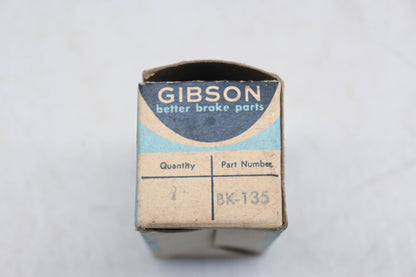 GIBSON
better brake parts
Quantity Part Number
1 BK-135